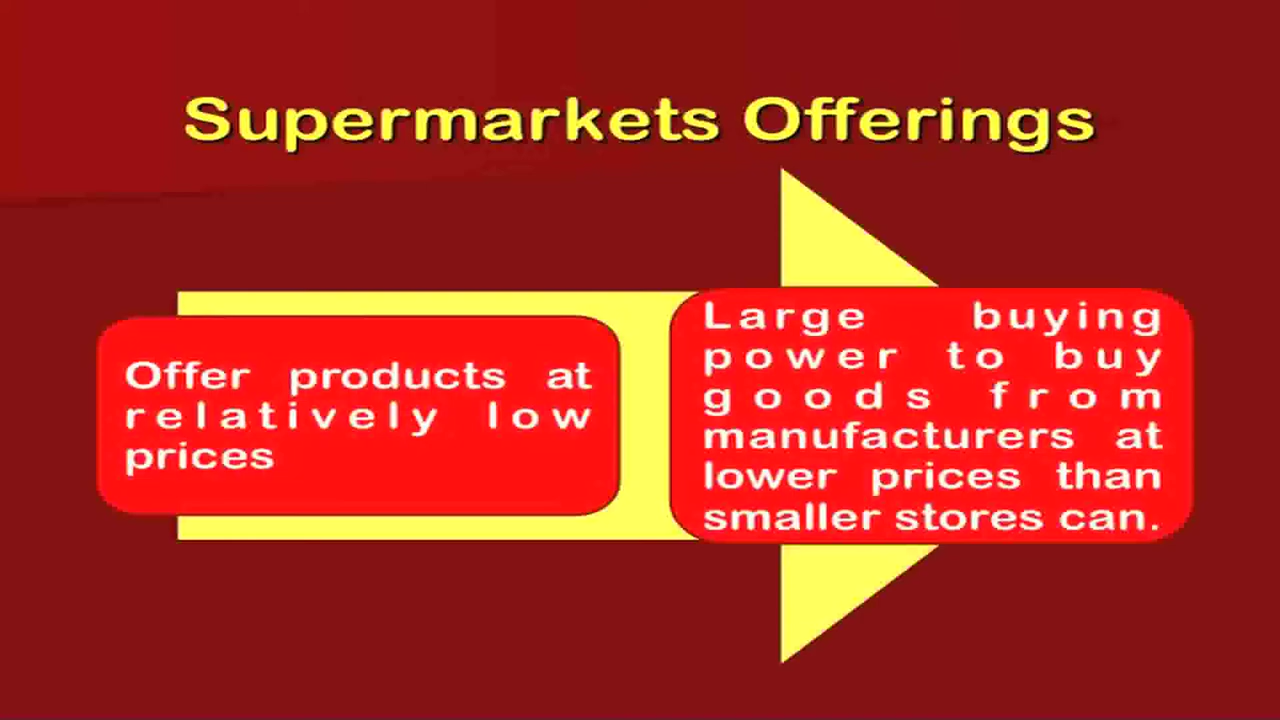 Supermarkets Offerings
Offer products at
relatively low
prices
Large buying
power to buy
goods from
manufacturers at
lower prices than
smaller stores can.